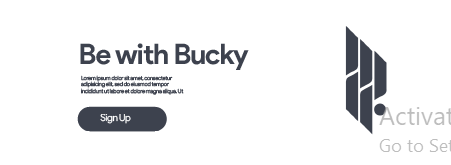 Be with Bucky
Lorem ipsum dolor sit amet, consectetur
adipiscing elit, sed do eiusmod tempor
incididunt ut labore et dolore magna aliqua. Ut
Sign Up
Activat
Go to Set